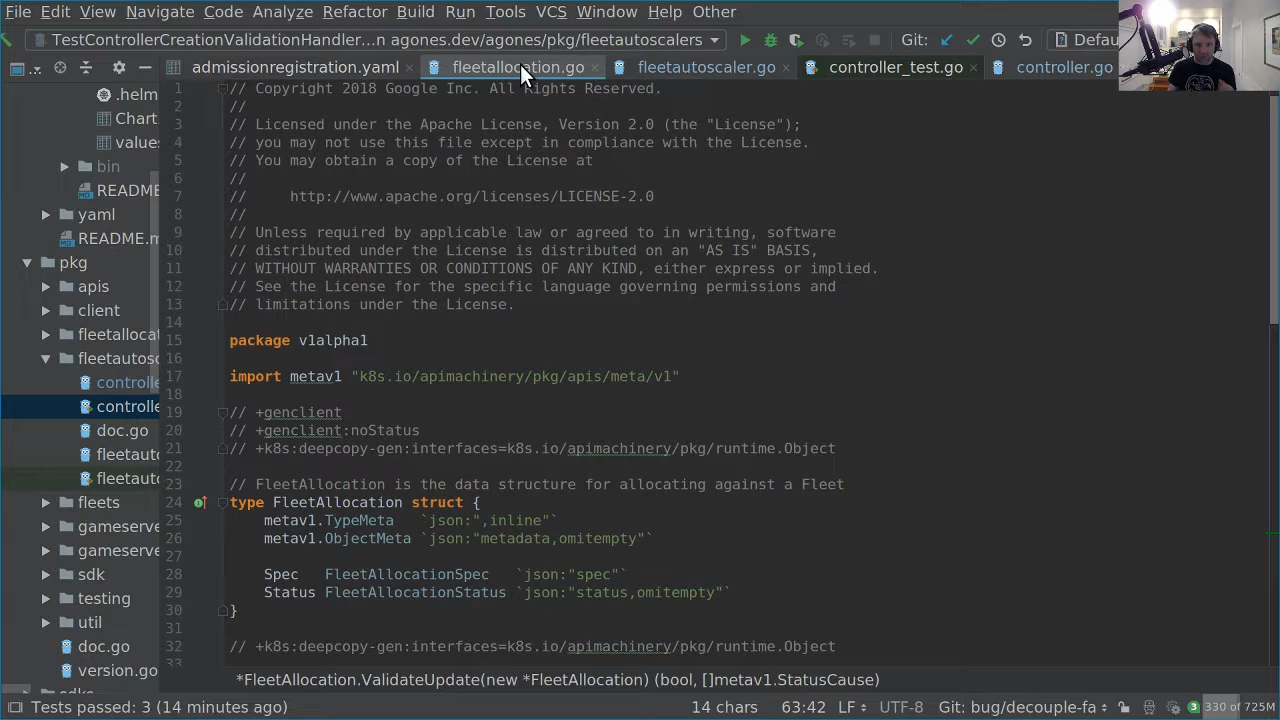 File Edit View Navigate Code Analyze Refactor Build Run Tools VCS Window Help Other
TestControllerCreationValidationHandler...n agones.dev/agones/pkg/fleetautoscalers Git: Defau
admissionregistration.yaml fleetallocation.go fleetautoscaler.go controller_test.go controller.go
.helm
Chart
values
bin
README
yaml
README.m
pkg
apis
client
fleetalloca
fleetautosc
controlle
controlle
doc.go
fleetauto
fleetauto
fleets
gameserve
gameserve
sdk
testing
util
doc.go
version.go
sdks
1 // Copyright 2018 Google Inc. All Rights Reserved.
2 //
3 // Licensed under the Apache License, Version 2.0 (the "License");
4 // you may not use this file except in compliance with the License.
5 // You may obtain a copy of the License at
6 //
7 //     http://www.apache.org/licenses/LICENSE-2.0
8 //
9 // Unless required by applicable law or agreed to in writing, software
10 // distributed under the License is distributed on an "AS IS" BASIS,
11 // WITHOUT WARRANTIES OR CONDITIONS OF ANY KIND, either express or implied.
12 // See the License for the specific language governing permissions and
13 // limitations under the License.
14
15 package v1alpha1
16
17 import metav1 "k8s.io/apimachinery/pkg/apis/meta/v1"
18
19 // +genclient
20 // +genclient:noStatus
21 // +k8s:deepcopy-gen:interfaces=k8s.io/apimachinery/pkg/runtime.Object
22
23 // FleetAllocation is the data structure for allocating against a Fleet
24 type FleetAllocation struct {
25 metav1.TypeMeta `json:",inline"`
26 metav1.ObjectMeta `json:"metadata,omitempty"`
27
28 Spec FleetAllocationSpec `json:"spec"`
29 Status FleetAllocationStatus `json:"status,omitempty"`
30 }
31
32 // +k8s:deepcopy-gen:interfaces=k8s.io/apimachinery/pkg/runtime.Object
33
*FleetAllocation.ValidateUpdate(new *FleetAllocation) (bool, []metav1.StatusCause)
Tests passed: 3 (14 minutes ago) 14 chars 63:42 LF UTF-8 Git: bug/decouple-fa 3 330 of 725M